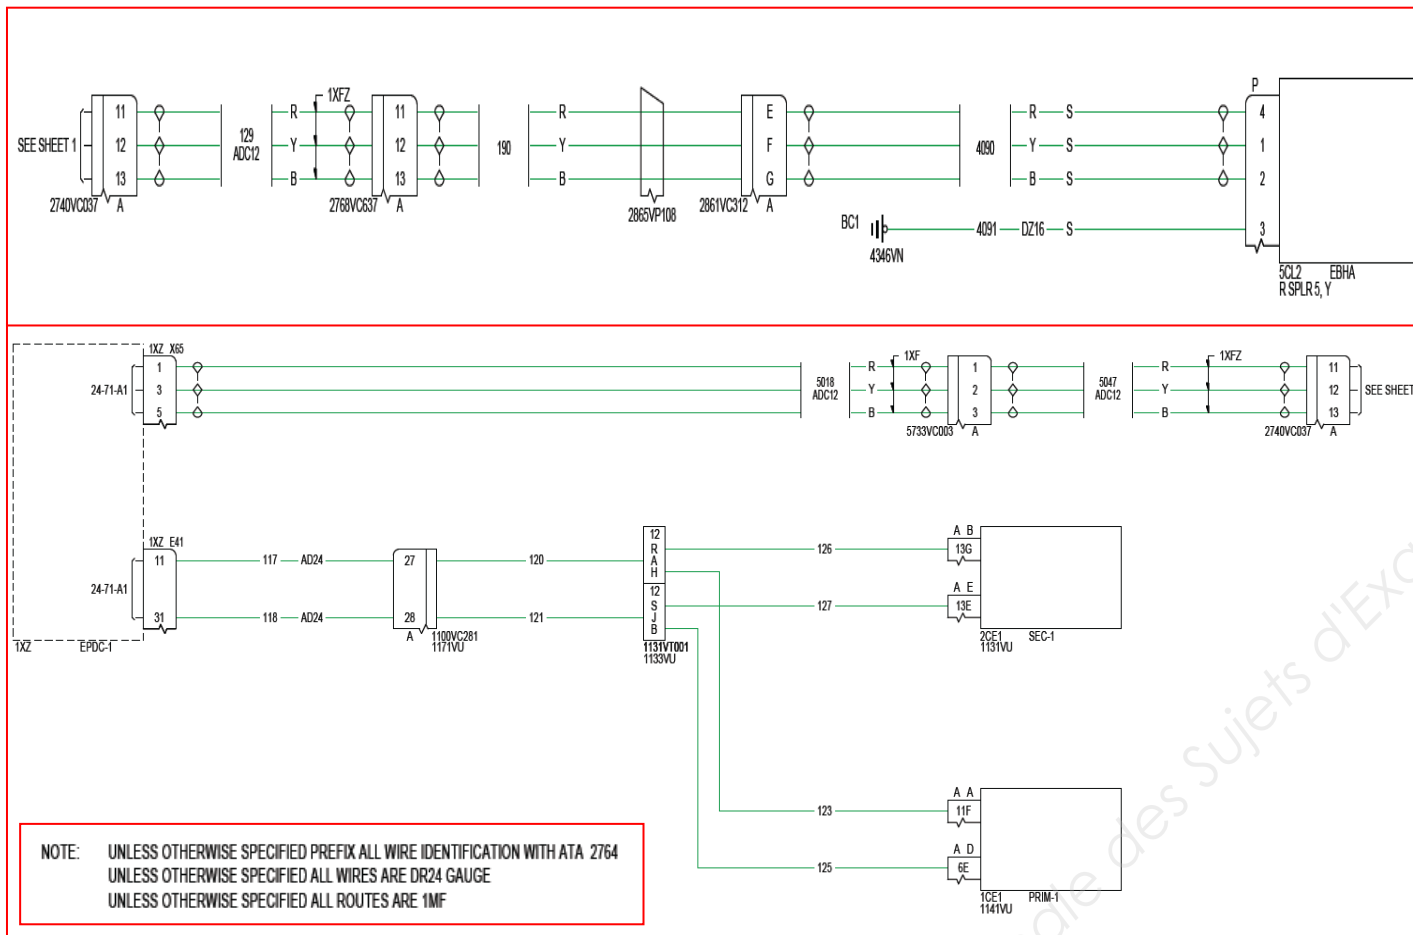 P
1XFZ
11 R 11 R E R S 4
SEE SHEET 1 12 129 ADC12 Y 12 190 Y F 4090 Y S 1
13 B 13 B G B S 2
2740VC037 A 2768VC637 A 2865VP108 2861VC312 A
BC1 4091 DZ16 S 3
4346VN
5CL2 EBHA
R SPLR 5, Y
1XZ X65 1XF 1XFZ
1 R 1 R 11
24-71-A1 3 5018 ADC12 Y 2 5047 ADC12 Y 12 SEE SHEET
5 B 3 B 13
5733VC003 A 2740VC037 A
12 A B
1XZ E41 R 126 13G
11 117 AD24 27 120 A
H
24-71-A1 12 A E
S 127 13E
31 118 AD24 28 121 J
B
1XZ EPDC-1 A 1100VC281 1131VT001 2CE1 SEC-1
1171VU 1133VU 1131VU
A A
123 11F
A D
125 6E
1CE1 PRIM-1
1141VU
NOTE: UNLESS OTHERWISE SPECIFIED PREFIX ALL WIRE IDENTIFICATION WITH ATA 2764
UNLESS OTHERWISE SPECIFIED ALL WIRES ARE DR24 GAUGE
UNLESS OTHERWISE SPECIFIED ALL ROUTES ARE 1MF
des Sujets d'Exa